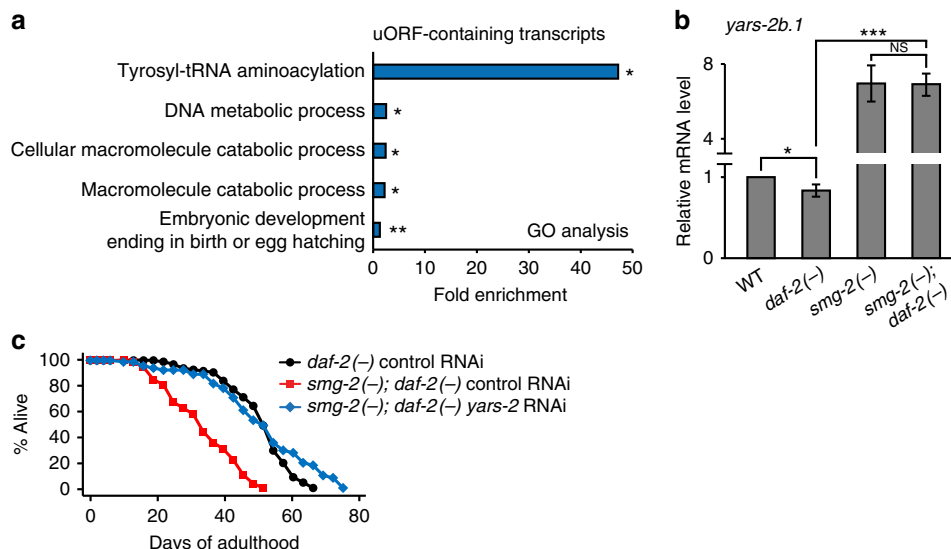 a
uORF-containing transcripts
Tyrosyl-tRNA aminoacylation
*
DNA metabolic process
*
Cellular macromolecule catabolic process
*
Macromolecule catabolic process
*
Embryonic development
ending in birth or egg hatching
**
GO analysis
0 10 20 30 40 50
Fold enrichment
b
yars-2b.1
***
NS
*
8
4
1
0
Relative mRNA level
WT
daf-2(–)
smg-2(–)
smg-2(–);
daf-2(–)
c
100
80
60
40
20
0
% Alive
daf-2(–) control RNAi
smg-2(–); daf-2(–) control RNAi
smg-2(–); daf-2(–) yars-2 RNAi
0 20 40 60 80
Days of adulthood